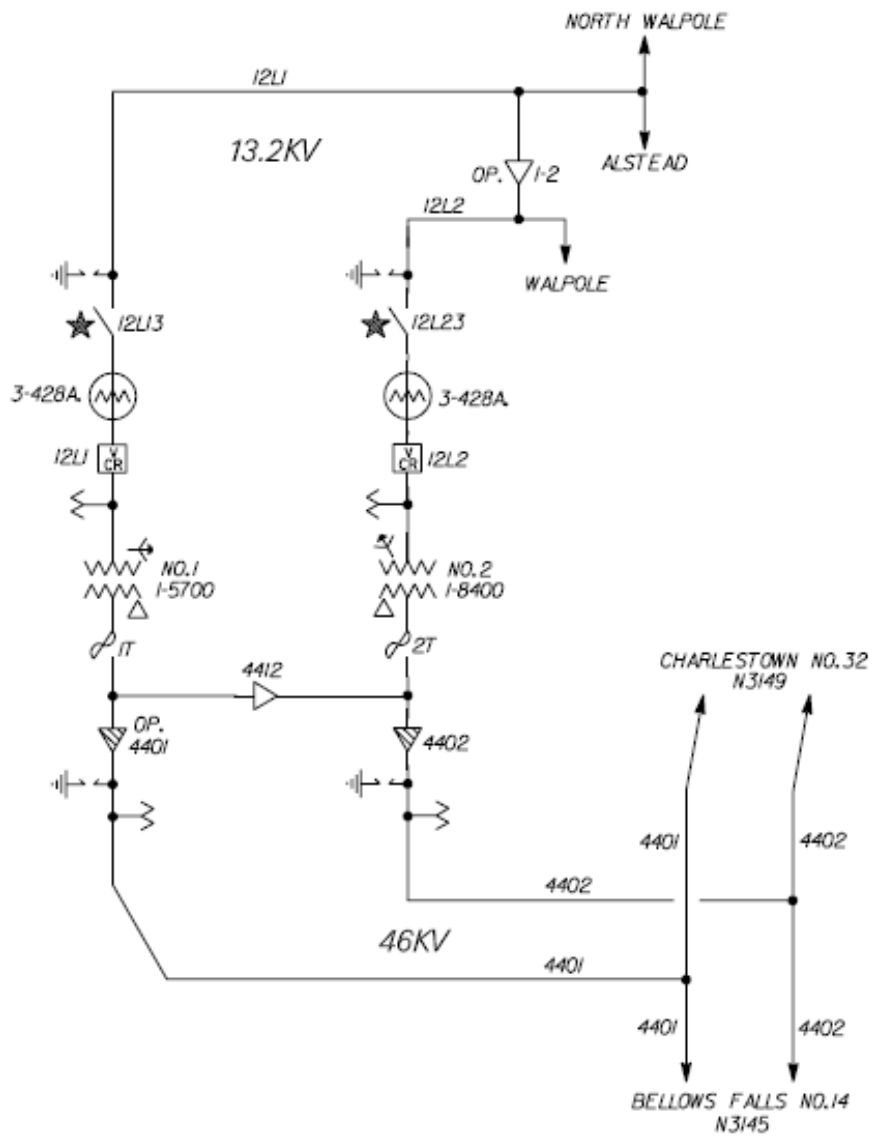 NORTH WALPOLE
12L1
13.2KV
OP. 1-2
ALSTEAD
12L2
WALPOLE
12L13
12L23
3-428A.
3-428A.
12L1
V
CR
V
CR
12L2
NO.1
1-5700
NO.2
1-8400
1T
2T
4412
CHARLESTOWN NO.32
N3149
OP.
4401
4402
4401
4402
4402
46KV
4401
4401
4402
BELLOWS FALLS NO.14
N3145